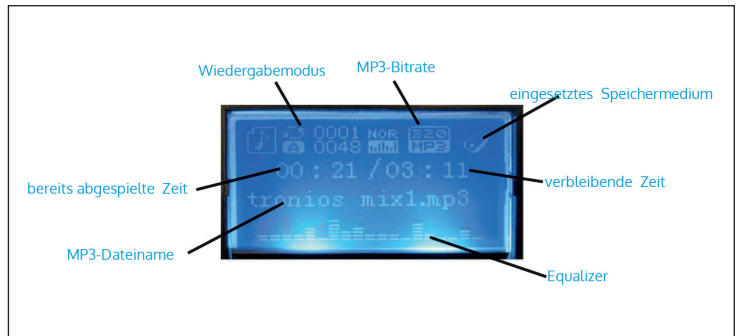 Wiedergabemodus
MP3-Bitrate
eingesetztes Speichermedium
0001 NOR 320
A 0048 MP3
bereits abgespielte Zeit
00 : 21 / 03 : 11
verbleibende Zeit
tronios mix1.mp3
MP3-Dateiname
Equalizer